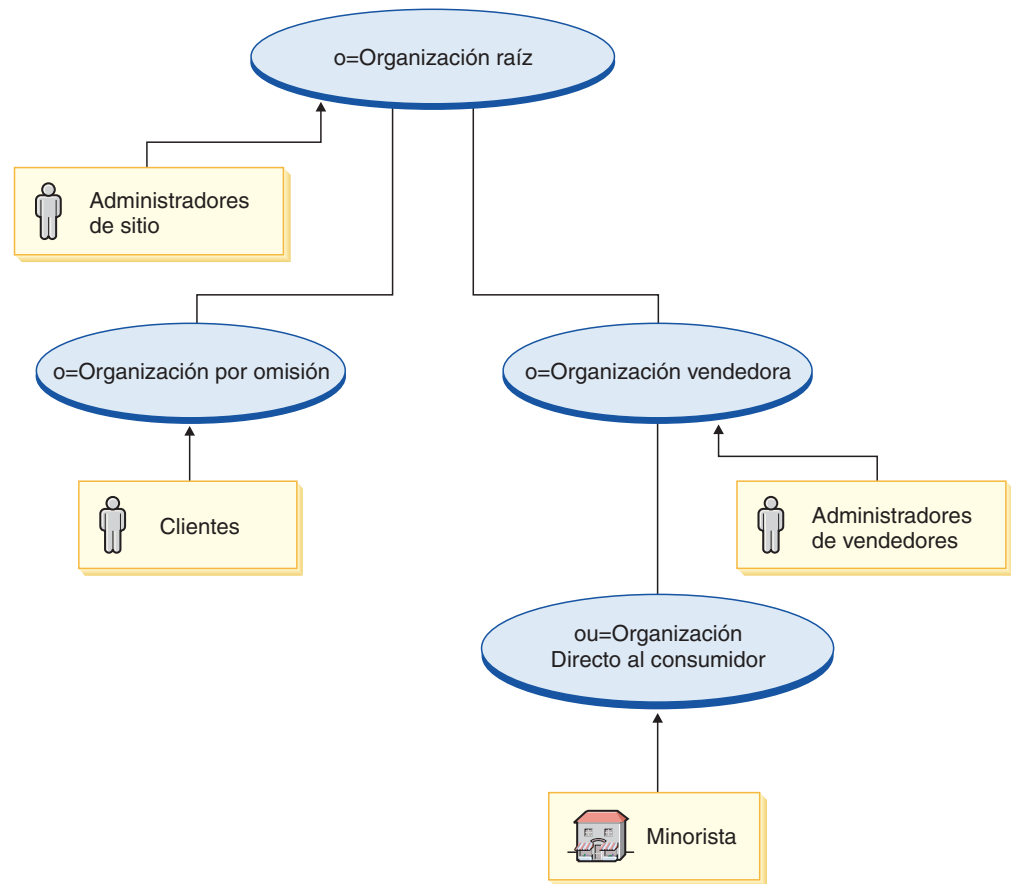 o=Organización raíz
Administradores
de sitio
o=Organización por omisión
o=Organización vendedora
Clientes
Administradores
de vendedores
ou=Organización
Directo al consumidor
Minorista